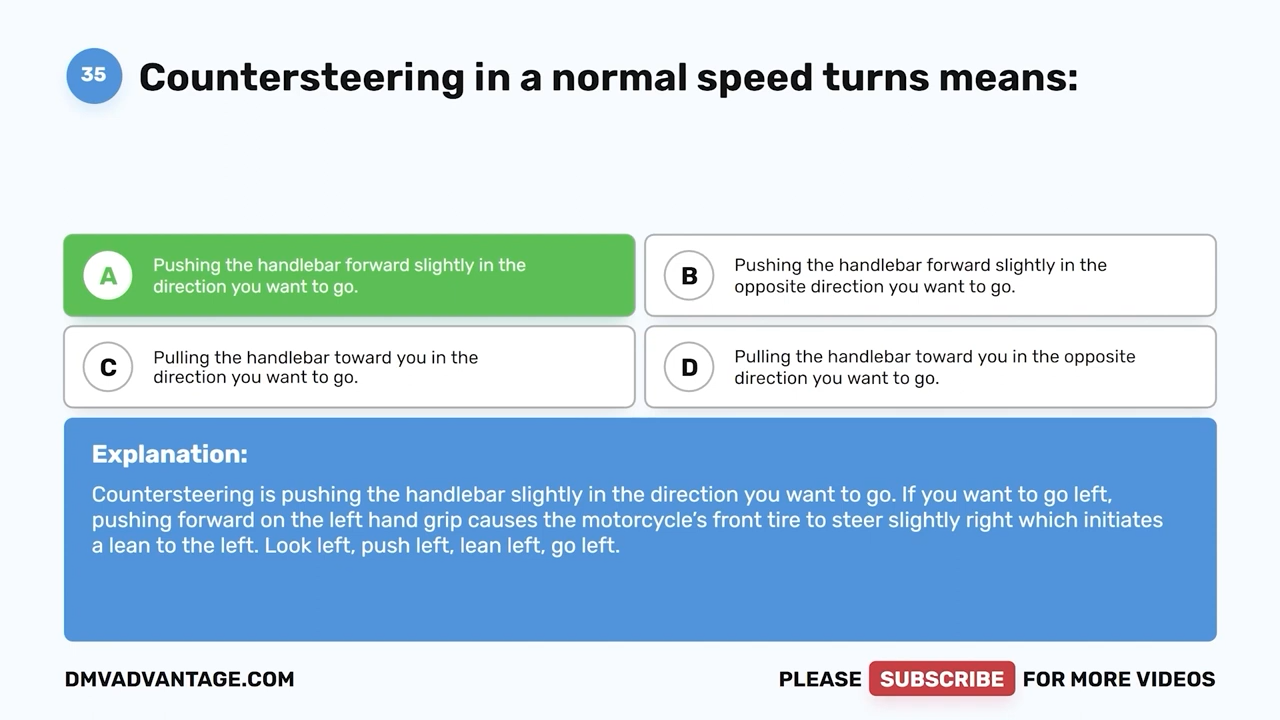 35
Countersteering in a normal speed turns means:
A
Pushing the handlebar forward slightly in the
direction you want to go.
B
Pushing the handlebar forward slightly in the
opposite direction you want to go.
C
Pulling the handlebar toward you in the
direction you want to go.
D
Pulling the handlebar toward you in the opposite
direction you want to go.
Explanation:
Countersteering is pushing the handlebar slightly in the direction you want to go. If you want to go left,
pushing forward on the left hand grip causes the motorcycle's front tire to steer slightly right which initiates
a lean to the left. Look left, push left, lean left, go left.
DMVADVANTAGE.COM
PLEASE SUBSCRIBE FOR MORE VIDEOS